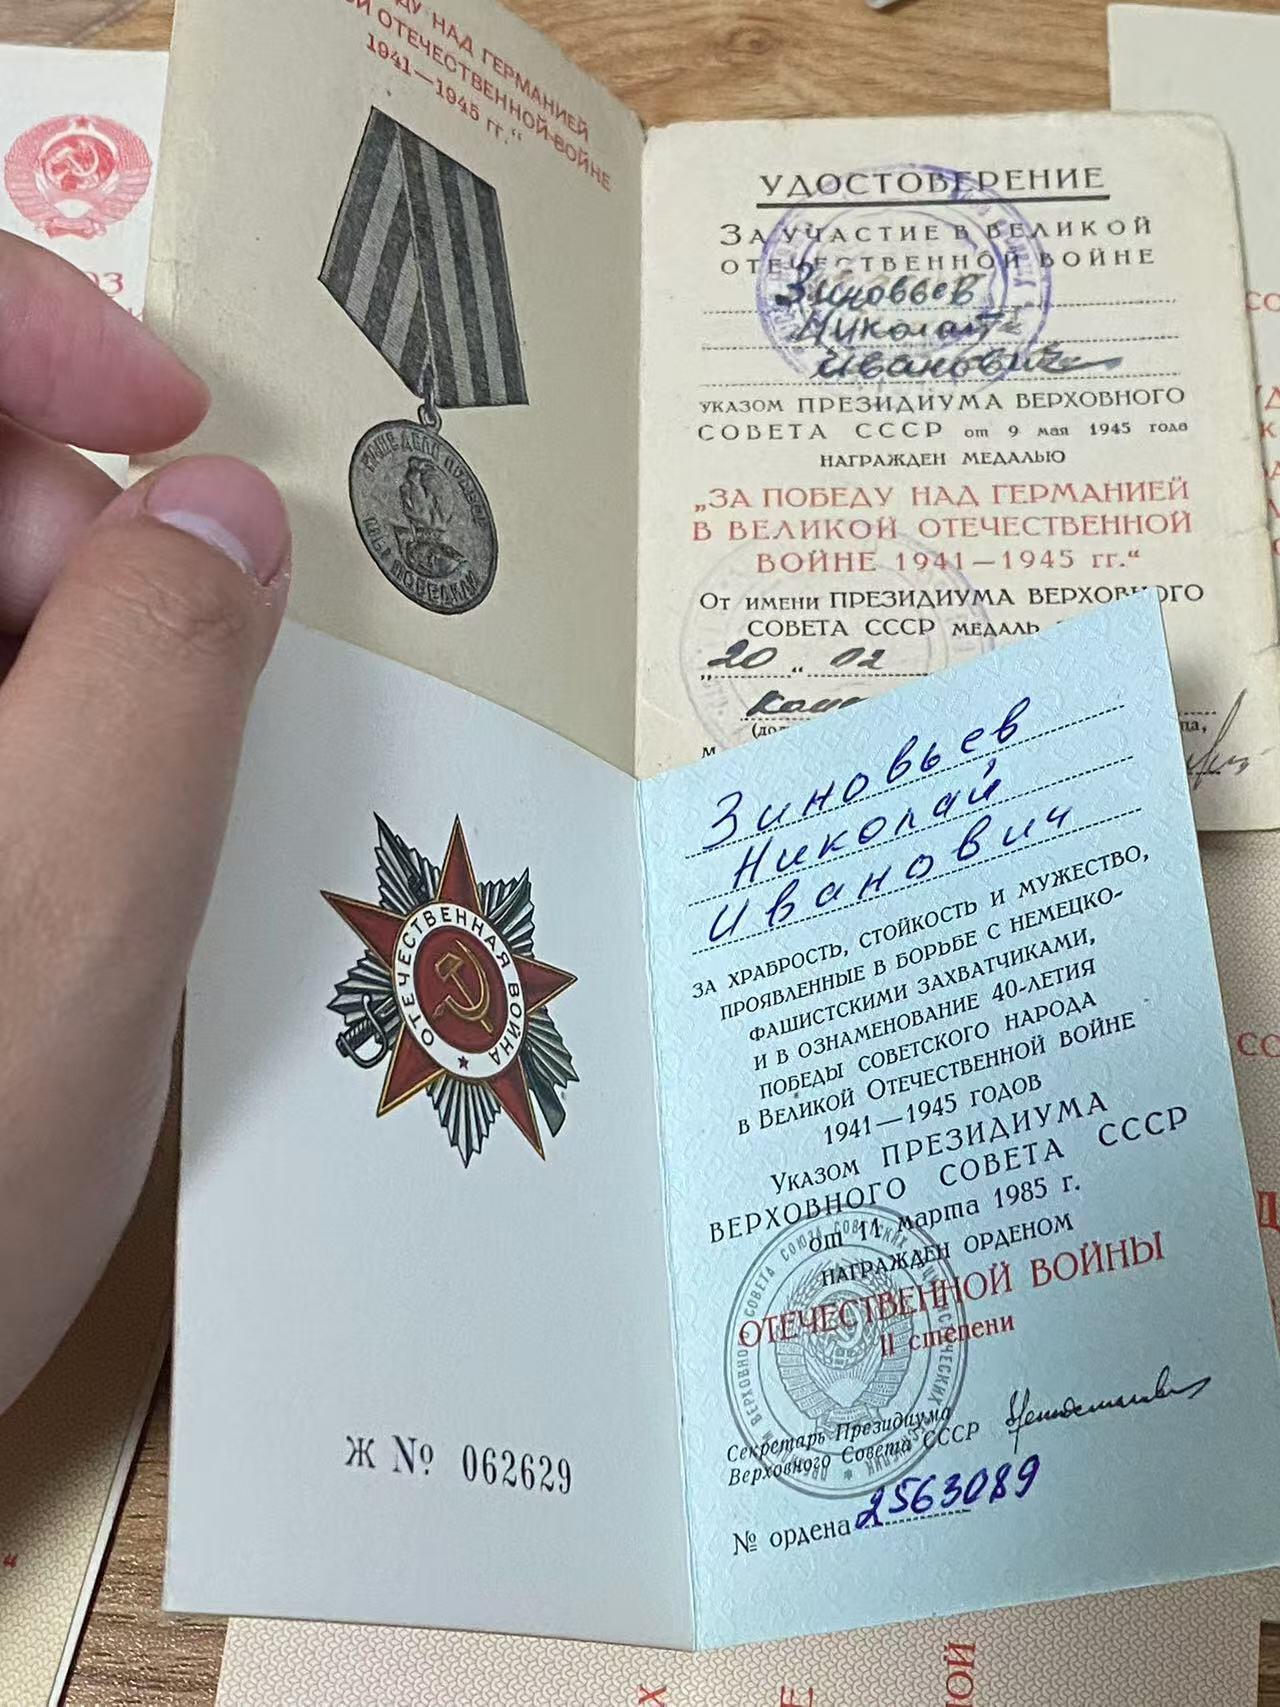 НАД ГЕРМАНИЕЙ
ОТЕЧЕСТВЕННОЙ ВОЙНЕ
1941—1945 гг."
НАШЕ ДЕЛО ПРАВОЕ
МЫ ПОБЕДИЛИ
УДОСТОВЕРЕНИЕ
ЗА УЧАСТИЕ В ВЕЛИКОЙ
ОТЕЧЕСТВЕННОЙ ВОЙНЕ
Зиновьев
Николай
Иванович
УКАЗОМ ПРЕЗИДИУМА ВЕРХОВНОГО
СОВЕТА СССР от 9 мая 1945 года
НАГРАЖДЕН МЕДАЛЬЮ
„ЗА ПОБЕДУ НАД ГЕРМАНИЕЙ
В ВЕЛИКОЙ ОТЕЧЕСТВЕННОЙ
ВОЙНЕ 1941—1945 гг."
ОТ ИМЕНИ ПРЕЗИДИУМА ВЕРХОВНОГО
СОВЕТА СССР МЕДАЛЬ
„20" 02
ОТЕЧЕСТВЕННАЯ ВОЙНА
Ж № 062629
Зиновьев
Николай
Иванович
ЗА ХРАБРОСТЬ, СТОЙКОСТЬ И МУЖЕСТВО,
ПРОЯВЛЕННЫЕ В БОРЬБЕ С НЕМЕЦКО-
ФАШИСТСКИМИ ЗАХВАТЧИКАМИ,
И В ОЗНАМЕНОВАНИЕ 40-ЛЕТИЯ
ПОБЕДЫ СОВЕТСКОГО НАРОДА
В ВЕЛИКОЙ ОТЕЧЕСТВЕННОЙ ВОЙНЕ
1941—1945 ГОДОВ
УКАЗОМ ПРЕЗИДИУМА
ВЕРХОВНОГО СОВЕТА СССР
от 11 марта 1985 г.
НАГРАЖДЕН ОРДЕНОМ
ОТЕЧЕСТВЕННОЙ ВОЙНЫ
II степени
Секретарь Президиума
Верховного Совета СССР
№ ордена 2563089